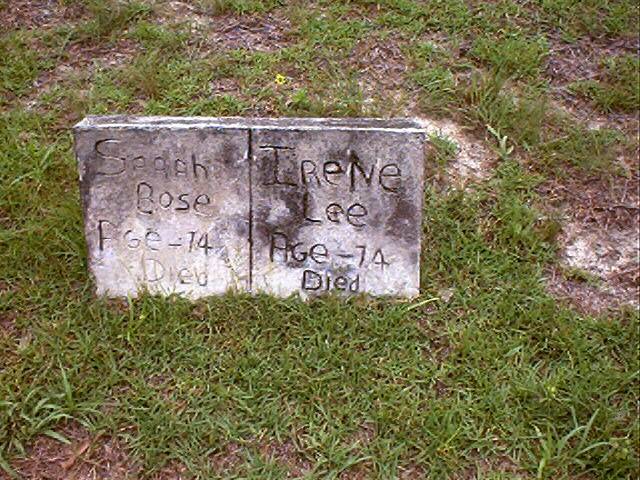 Sarah
Bose
Age-74
Died
IRENe
Lee
Age-74
Died